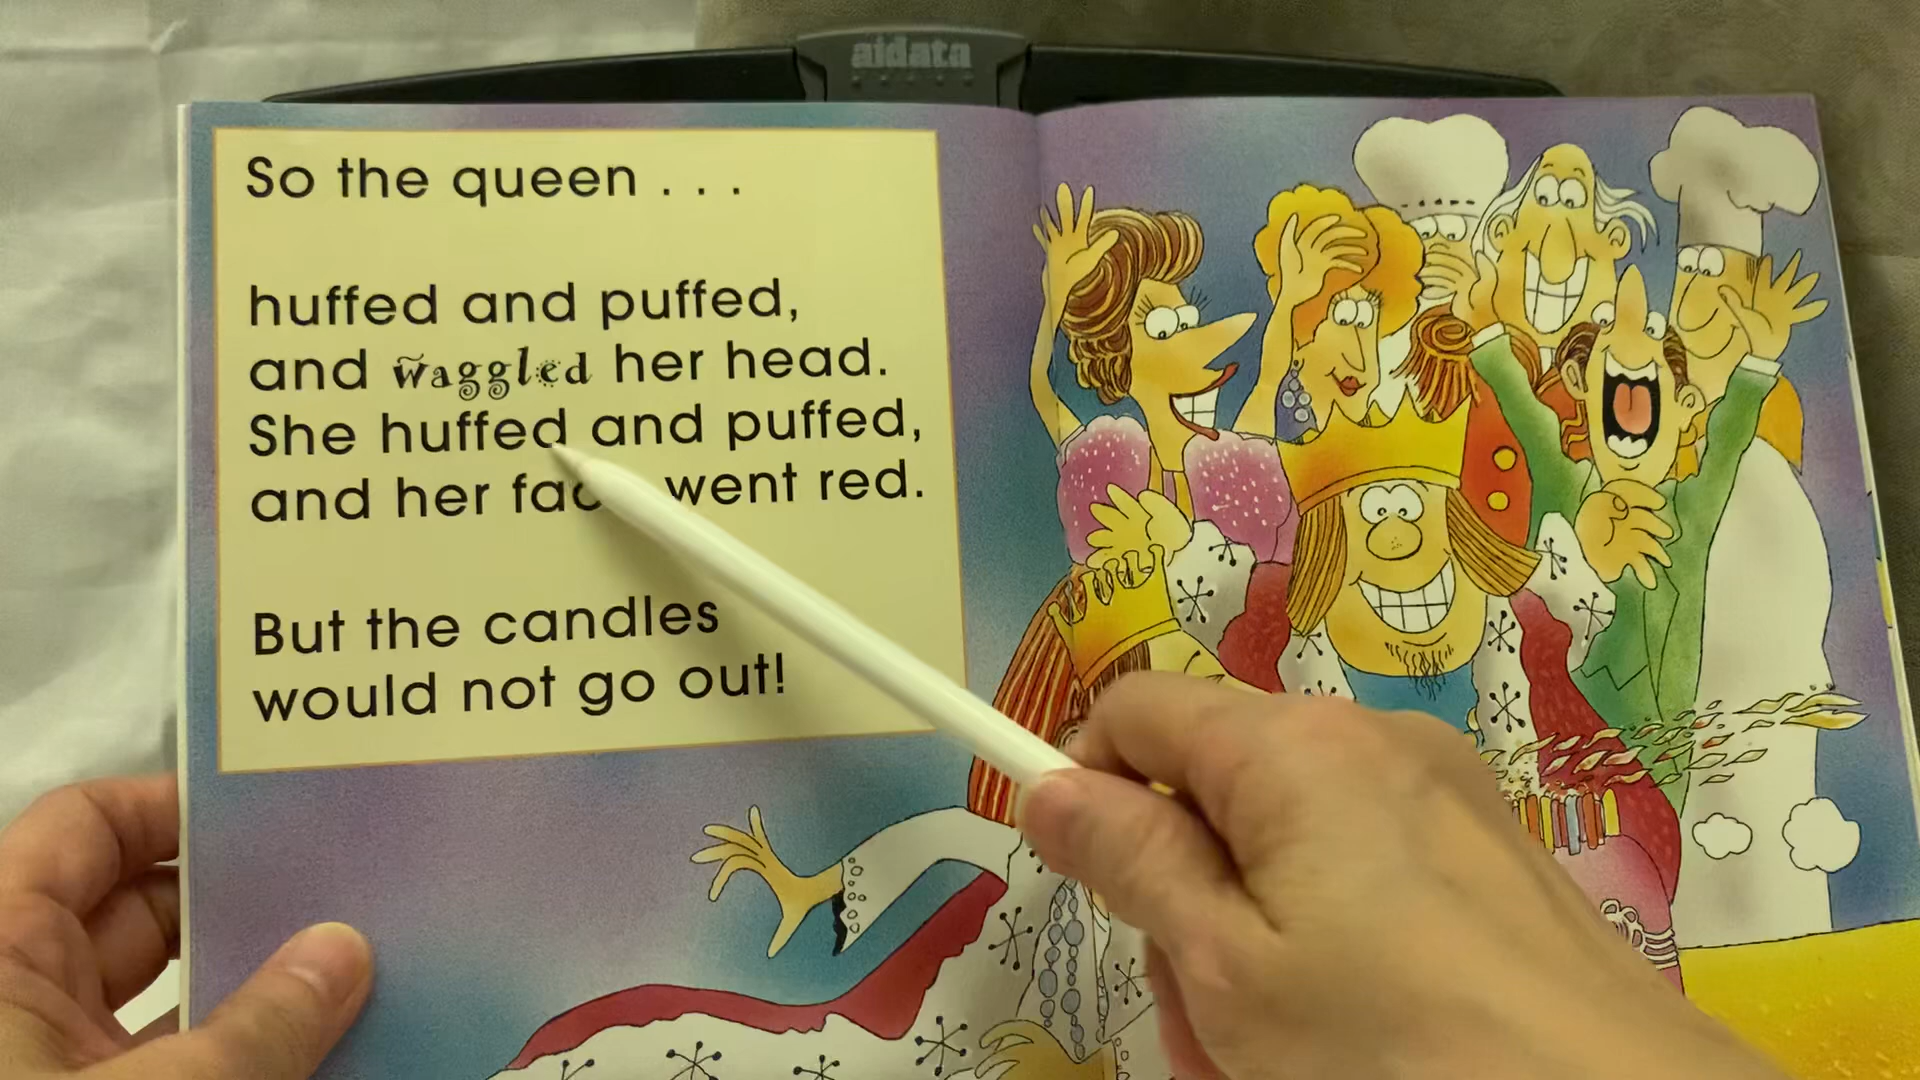 aidata
So the queen . . .
huffed and puffed,
and waggled her head.
She huffed and puffed,
and her face went red.
But the candles
would not go out!